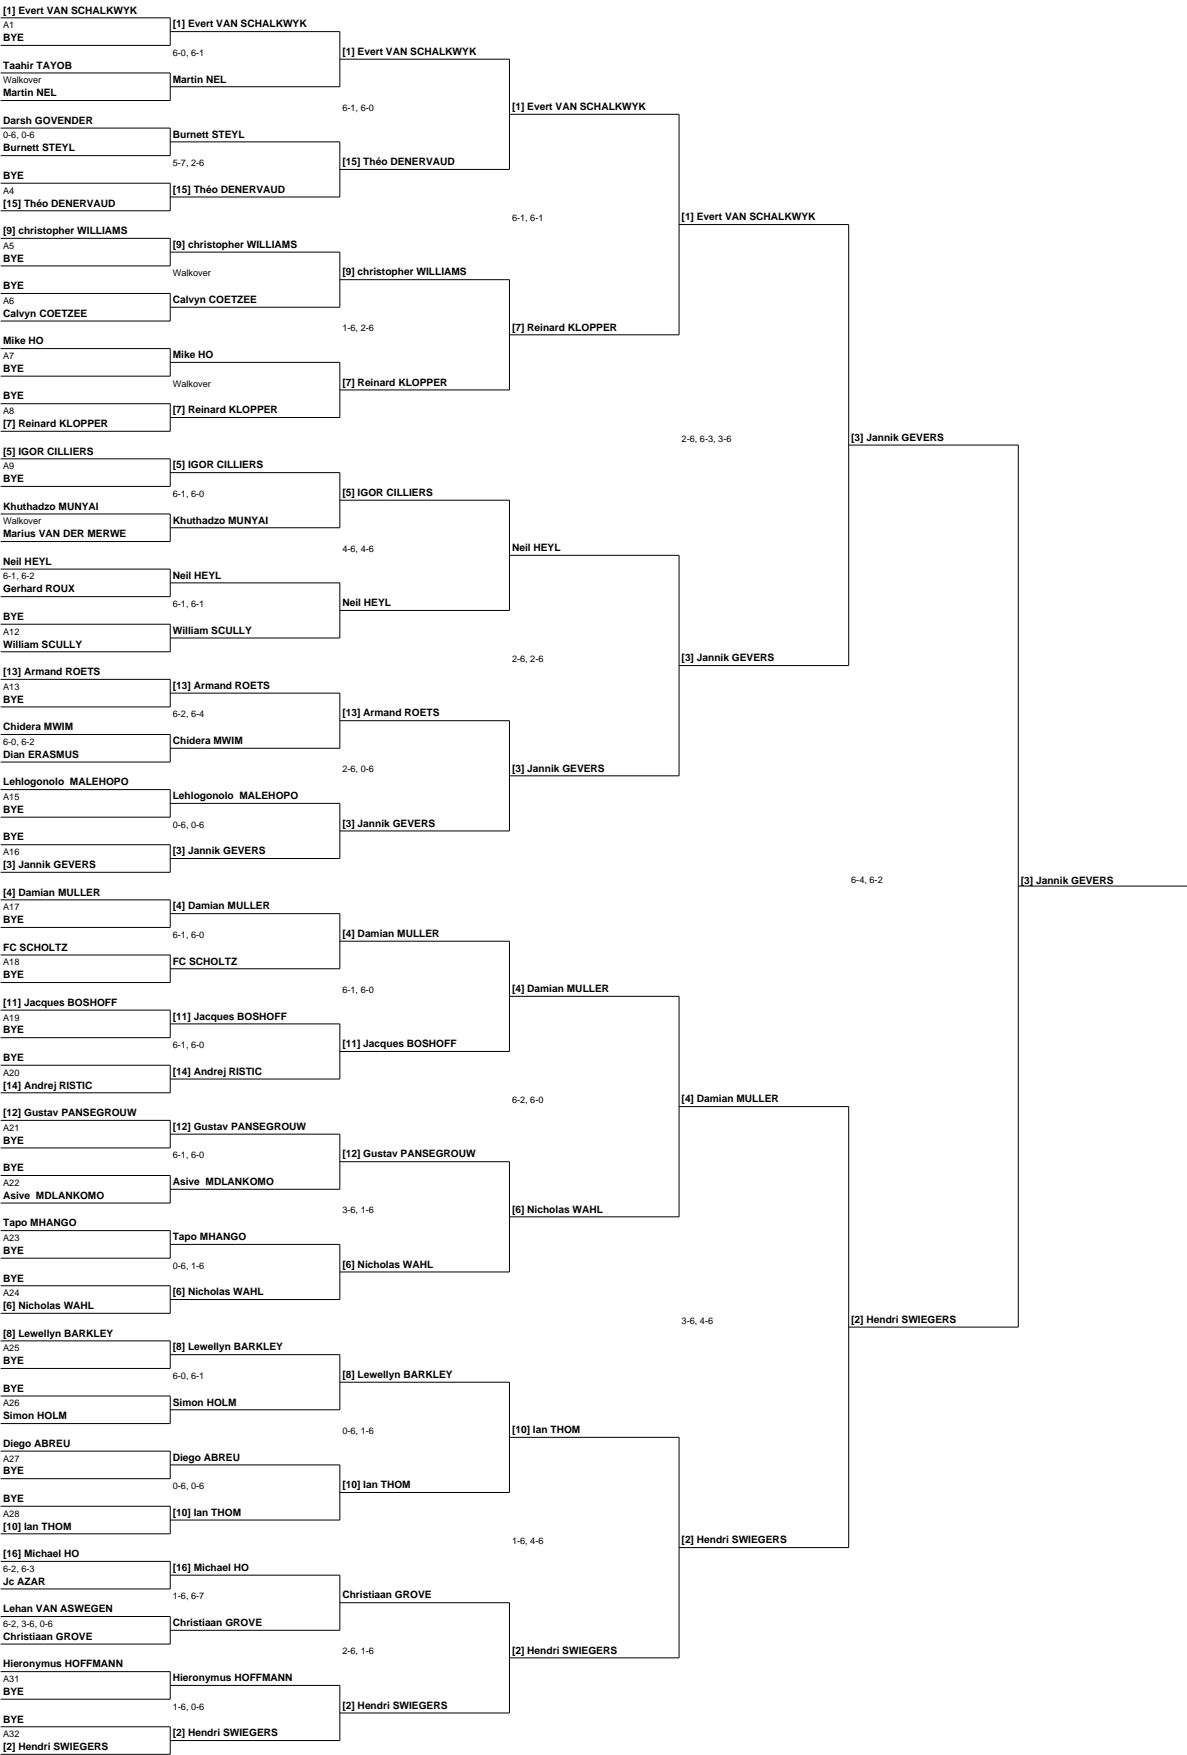 [1] Evert VAN SCHALKWYK
A1
BYE
Taahir TAYOB
Walkover
Martin NEL
Darsh GOVENDER
0-6, 0-6
Burnett STEYL
BYE
A4
[15] Théo DENERVAUD
[9] christopher WILLIAMS
A5
BYE
BYE
A6
Calvyn COETZEE
Mike HO
A7
BYE
BYE
A8
[7] Reinard KLOPPER
[5] IGOR CILLIERS
A9
BYE
Khuthadzo MUNYAI
Walkover
Marius VAN DER MERWE
Neil HEYL
6-1, 6-2
Gerhard ROUX
BYE
A12
William SCULLY
[13] Armand ROETS
A13
BYE
Chidera MWIM
6-0, 6-2
Dian ERASMUS
Lehlogonolo  MALEHOPO
A15
BYE
BYE
A16
[3] Jannik GEVERS
[4] Damian MULLER
A17
BYE
FC SCHOLTZ
A18
BYE
[11] Jacques BOSHOFF
A19
BYE
BYE
A20
[14] Andrej RISTIC
[12] Gustav PANSEGROUW
A21
BYE
BYE
A22
Asive  MDLANKOMO
Tapo MHANGO
A23
BYE
BYE
A24
[6] Nicholas WAHL
[8] Lewellyn BARKLEY
A25
BYE
BYE
A26
Simon HOLM
Diego ABREU
A27
BYE
BYE
A28
[10] Ian THOM
[16] Michael HO
6-2, 6-3
Jc AZAR
Lehan VAN ASWEGEN
6-2, 3-6, 0-6
Christiaan GROVE
Hieronymus HOFFMANN
A31
BYE
BYE
A32
[2] Hendri SWIEGERS
[1] Evert VAN SCHALKWYK
6-0, 6-1
Martin NEL
Burnett STEYL
5-7, 2-6
[15] Théo DENERVAUD
[9] christopher WILLIAMS
Walkover
Calvyn COETZEE
Mike HO
Walkover
[7] Reinard KLOPPER
[5] IGOR CILLIERS
6-1, 6-0
Khuthadzo MUNYAI
Neil HEYL
6-1, 6-1
William SCULLY
[13] Armand ROETS
6-2, 6-4
Chidera MWIM
Lehlogonolo  MALEHOPO
0-6, 0-6
[3] Jannik GEVERS
[4] Damian MULLER
6-1, 6-0
FC SCHOLTZ
[11] Jacques BOSHOFF
6-1, 6-0
[14] Andrej RISTIC
[12] Gustav PANSEGROUW
6-1, 6-0
Asive  MDLANKOMO
Tapo MHANGO
0-6, 1-6
[6] Nicholas WAHL
[8] Lewellyn BARKLEY
6-0, 6-1
Simon HOLM
Diego ABREU
0-6, 0-6
[10] Ian THOM
[16] Michael HO
1-6, 6-7
Christiaan GROVE
Hieronymus HOFFMANN
1-6, 0-6
[2] Hendri SWIEGERS
[1] Evert VAN SCHALKWYK
6-1, 6-0
[15] Théo DENERVAUD
[9] christopher WILLIAMS
1-6, 2-6
[7] Reinard KLOPPER
[5] IGOR CILLIERS
4-6, 4-6
Neil HEYL
[13] Armand ROETS
2-6, 0-6
[3] Jannik GEVERS
[4] Damian MULLER
6-1, 6-0
[11] Jacques BOSHOFF
[12] Gustav PANSEGROUW
3-6, 1-6
[6] Nicholas WAHL
[8] Lewellyn BARKLEY
0-6, 1-6
[10] Ian THOM
Christiaan GROVE
2-6, 1-6
[2] Hendri SWIEGERS
[1] Evert VAN SCHALKWYK
6-1, 6-1
[7] Reinard KLOPPER
Neil HEYL
2-6, 2-6
[3] Jannik GEVERS
[4] Damian MULLER
6-2, 6-0
[6] Nicholas WAHL
[10] Ian THOM
1-6, 4-6
[2] Hendri SWIEGERS
[1] Evert VAN SCHALKWYK
2-6, 6-3, 3-6
[3] Jannik GEVERS
[4] Damian MULLER
3-6, 4-6
[2] Hendri SWIEGERS
[3] Jannik GEVERS
6-4, 6-2
[2] Hendri SWIEGERS
[3] Jannik GEVERS